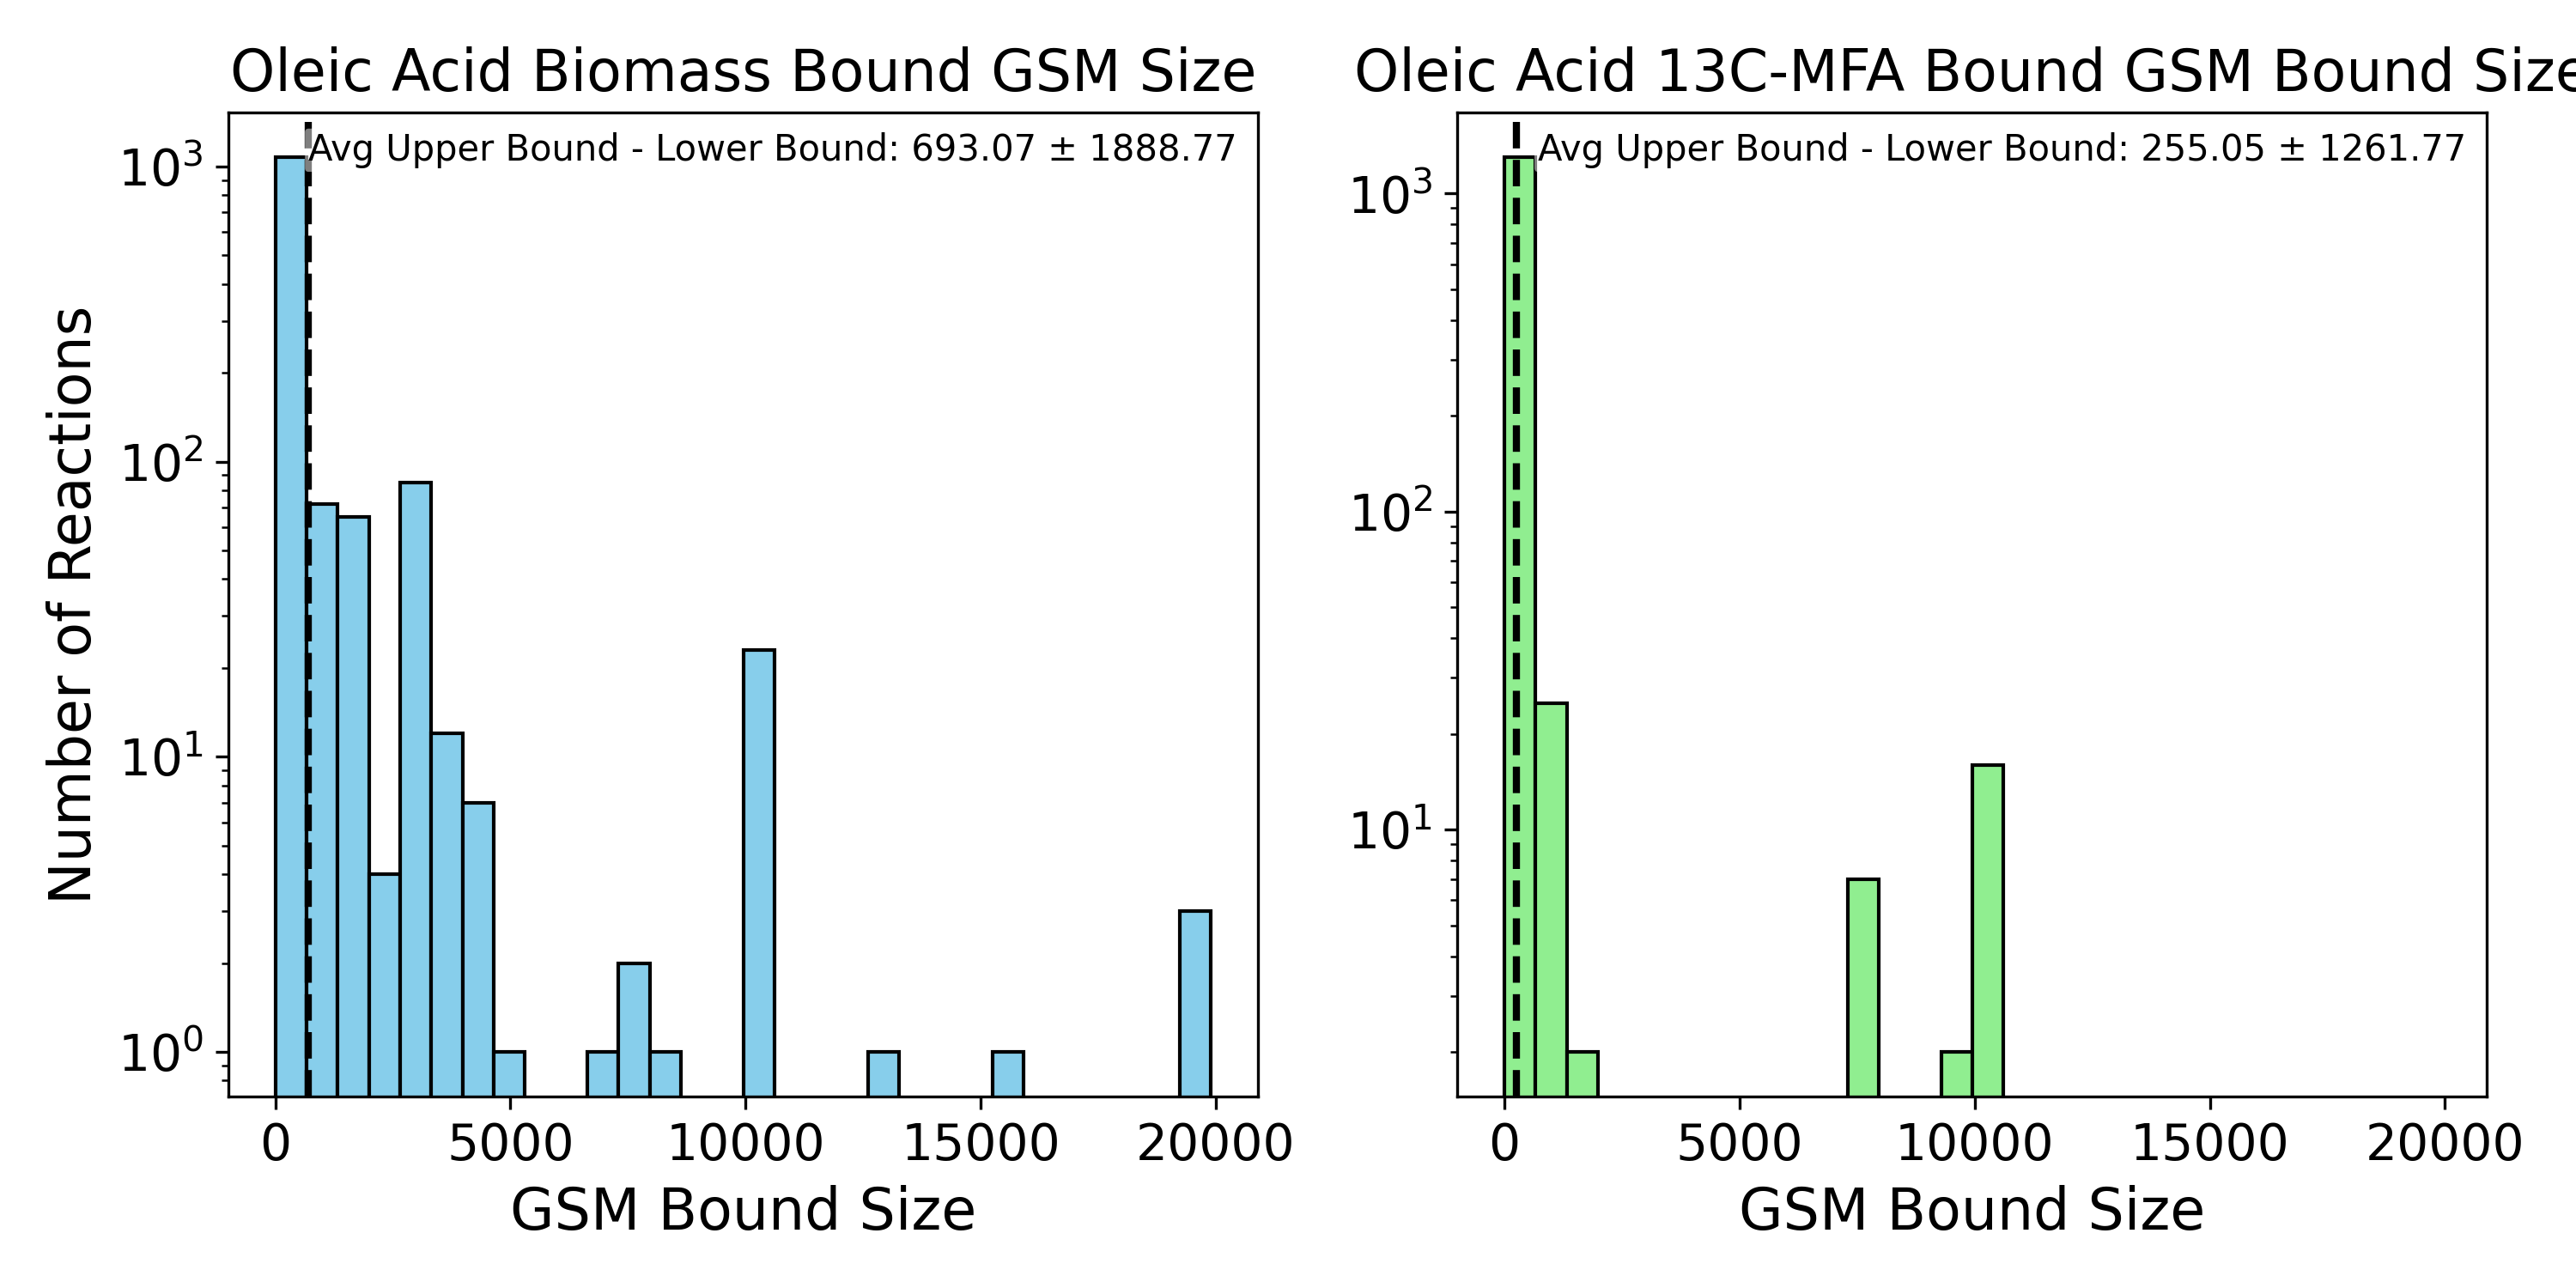 Oleic Acid Biomass Bound GSM Size
Avg Upper Bound - Lower Bound: 693.07 ± 1888.77
Number of Reactions
10³
10²
10¹
10⁰
0 5000 10000 15000 20000
GSM Bound Size
Oleic Acid 13C-MFA Bound GSM Bound Size
Avg Upper Bound - Lower Bound: 255.05 ± 1261.77
10³
10²
10¹
0 5000 10000 15000 20000
GSM Bound Size